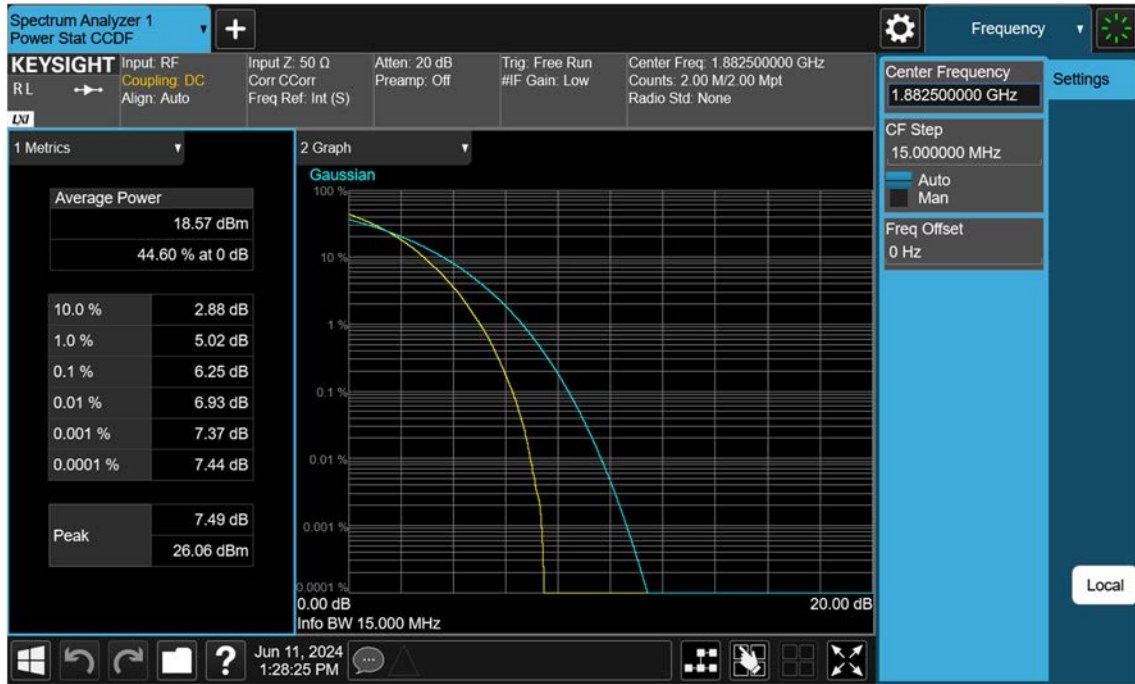 Spectrum Analyzer 1
Power Stat CCDF
+
Frequency
KEYSIGHT
RL
LXI
Input: RF
Coupling: DC
Align: Auto
Input Z: 50 Ω
Corr CCorr
Freq Ref: Int (S)
Atten: 20 dB
Preamp: Off
Trig: Free Run
#IF Gain: Low
Center Freq: 1.882500000 GHz
Counts: 2.00 M/2.00 Mpt
Radio Std: None
Center Frequency
1.882500000 GHz
Settings
CF Step
15.000000 MHz
Auto
Man
Freq Offset
0 Hz
1 Metrics
Average Power
18.57 dBm
44.60 % at 0 dB
10.0 % 2.88 dB
1.0 % 5.02 dB
0.1 % 6.25 dB
0.01 % 6.93 dB
0.001 % 7.37 dB
0.0001 % 7.44 dB
Peak
7.49 dB
26.06 dBm
2 Graph
Gaussian
100 %
10 %
1 %
0.1 %
0.01 %
0.001 %
0.0001 %
0.00 dB 20.00 dB
Info BW 15.000 MHz
Local
?
Jun 11, 2024
1:28:25 PM